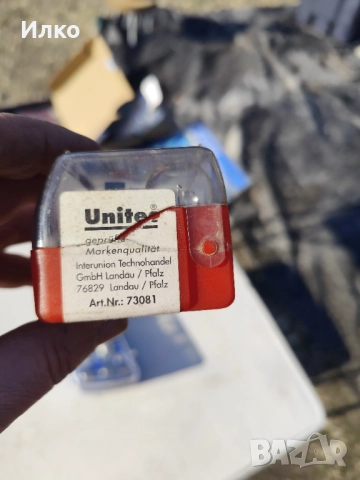 Илко
Unitec®
geprüfte
Markenqualität
Interunion Technohandel
GmbH Landau / Pfalz
76829 Landau / Pfalz
Art.Nr.: 73081
BAZAR